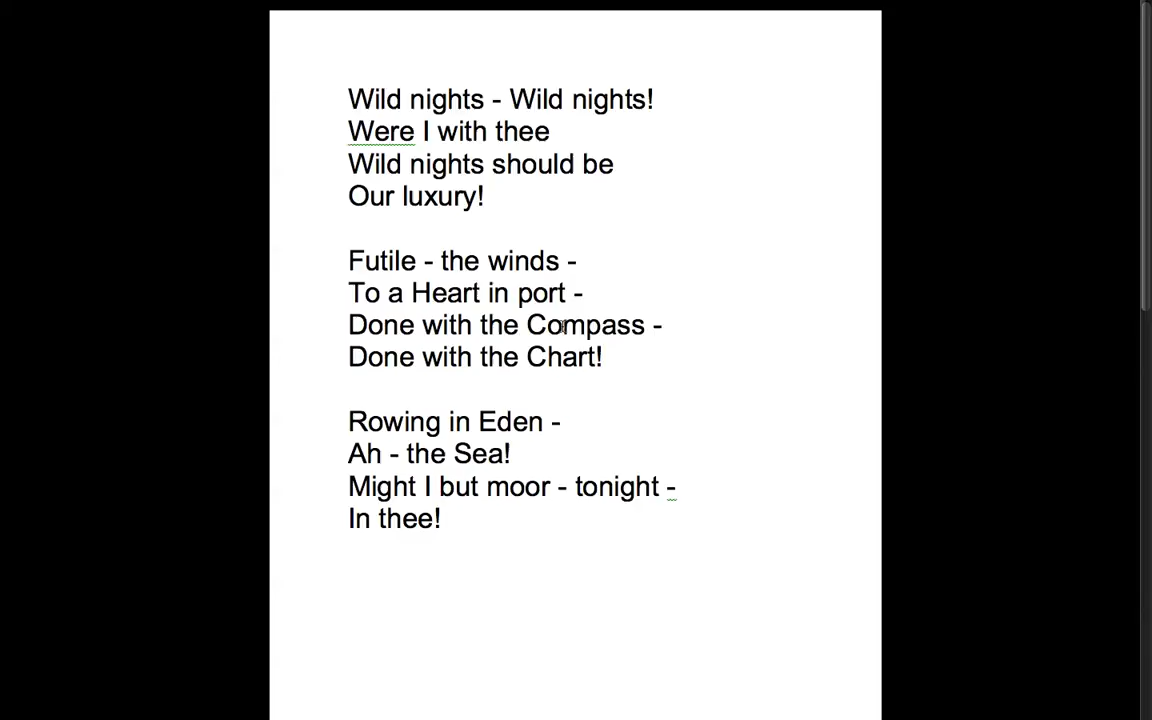 Wild nights - Wild nights!
Were I with thee
Wild nights should be
Our luxury!

Futile - the winds -
To a Heart in port -
Done with the Compass -
Done with the Chart!

Rowing in Eden -
Ah - the Sea!
Might I but moor - tonight -
In thee!